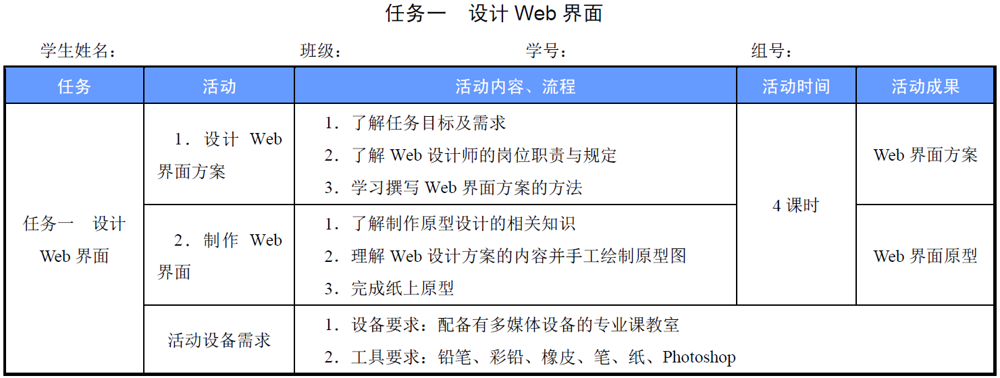 任务一　设计 Web 界面
学生姓名：　班级：　学号：　组号：
任务　活动　活动内容、流程　活动时间　活动成果
任务一　设计
Web 界面
1．设计 Web
界面方案
1．了解任务目标及需求
2．了解 Web 设计师的岗位职责与规定
3．学习撰写 Web 界面方案的方法
4 课时
Web 界面方案
2．制作 Web
界面
1．了解制作原型设计的相关知识
2．理解 Web 设计方案的内容并手工绘制原型图
3．完成纸上原型
Web 界面原型
活动设备需求
1．设备要求：配备有多媒体设备的专业课教室
2．工具要求：铅笔、彩铅、橡皮、笔、纸、Photoshop